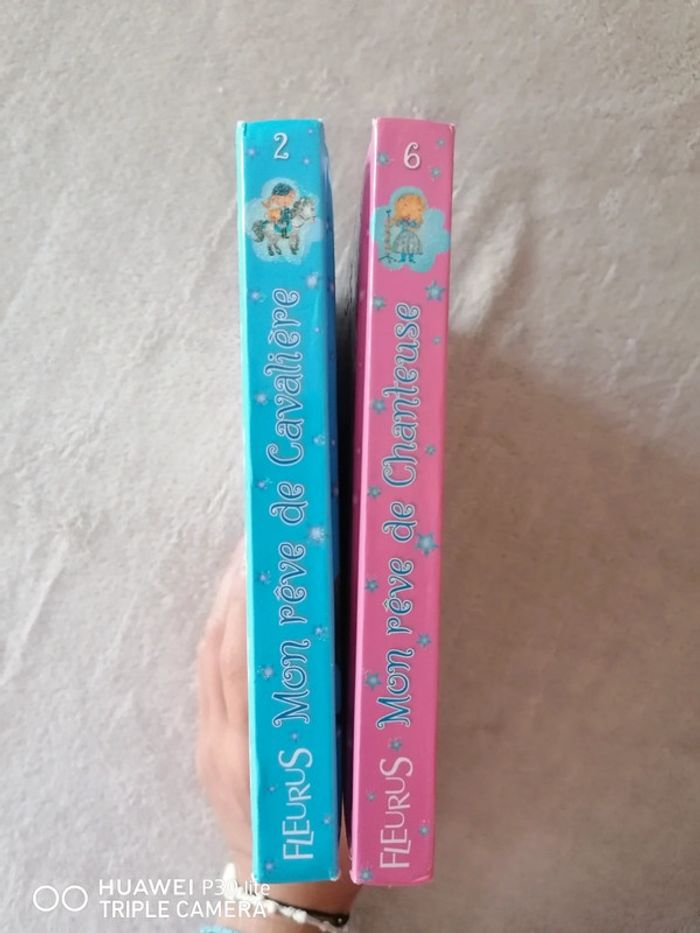 2
FLEURUS • Mon rêve de Cavalière
6
FLEURUS • Mon rêve de Chanteuse
HUAWEI P30 lite
TRIPLE CAMERA